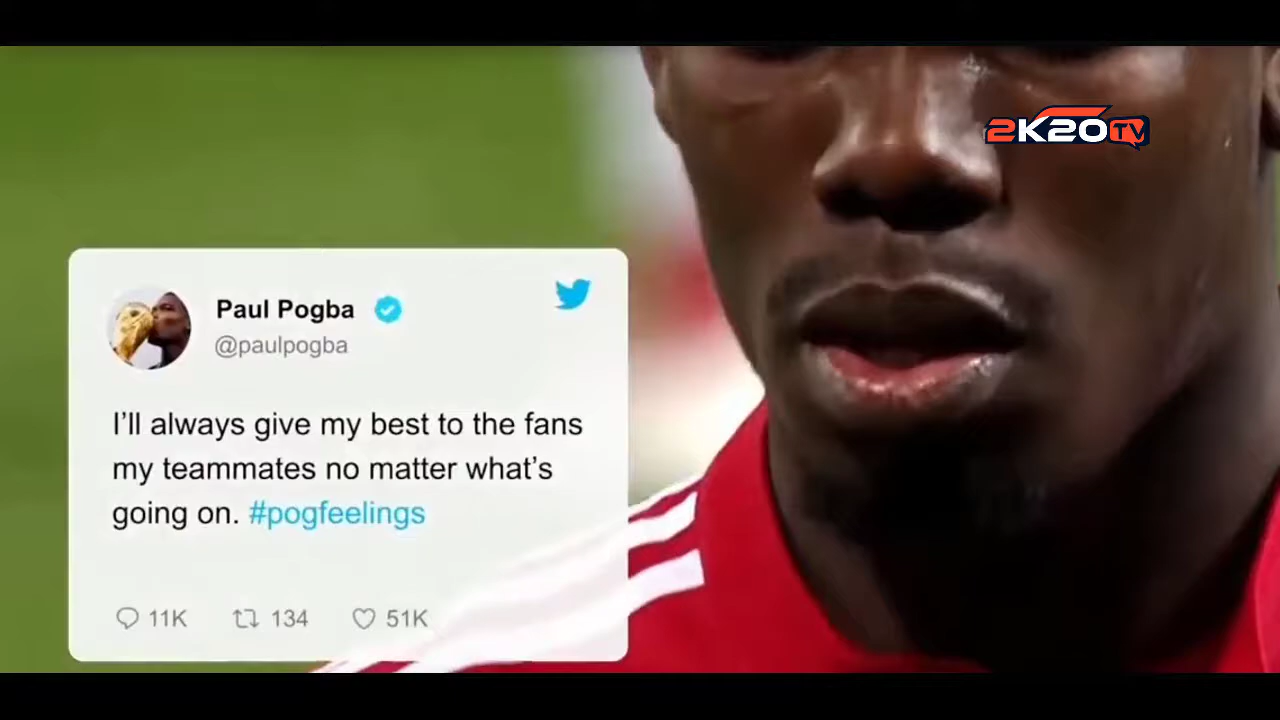 2K20TV
Paul Pogba
@paulpogba
I’ll always give my best to the fans
my teammates no matter what’s
going on. #pogfeelings
11K 134 51K